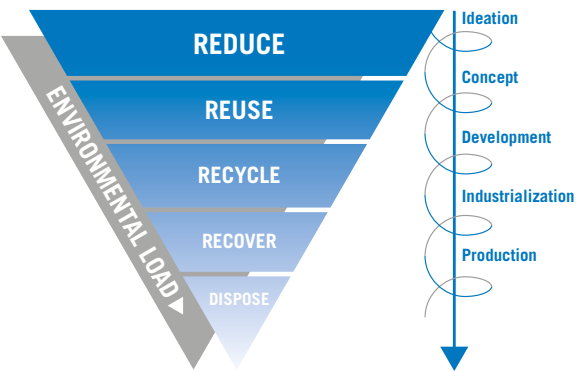 REDUCE
REUSE
RECYCLE
RECOVER
DISPOSE
ENVIRONMENTAL LOAD
Ideation
Concept
Development
Industrialization
Production